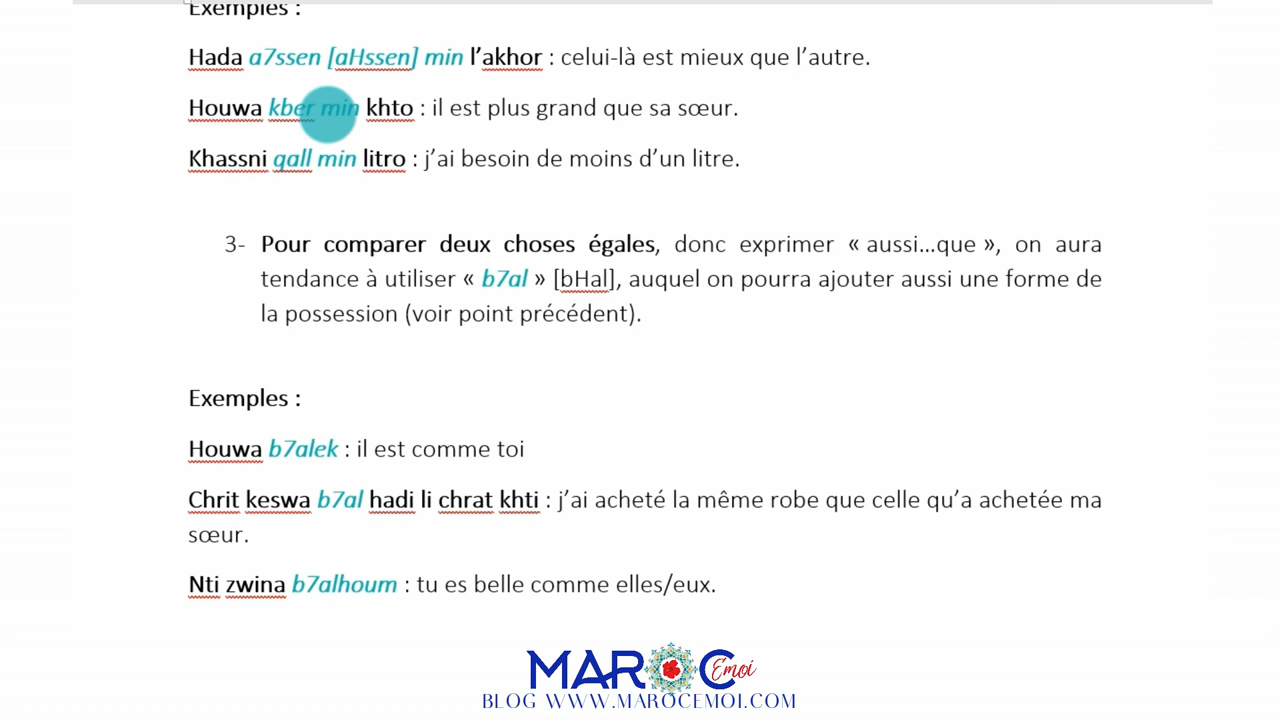 Exemples :
Hada a7ssen [aHssen] min l’akhor : celui-là est mieux que l’autre.
Houwa kber min khto : il est plus grand que sa sœur.
Khassni qall min litro : j’ai besoin de moins d’un litre.
3- Pour comparer deux choses égales, donc exprimer « aussi...que », on aura
tendance à utiliser « b7al » [bHal], auquel on pourra ajouter aussi une forme de
la possession (voir point précédent).
Exemples :
Houwa b7alek : il est comme toi
Chrit keswa b7al hadi li chrat khti : j’ai acheté la même robe que celle qu’a achetée ma
sœur.
Nti zwina b7alhoum : tu es belle comme elles/eux.
MAROC Emoi
BLOG WWW.MAROCEMOI.COM